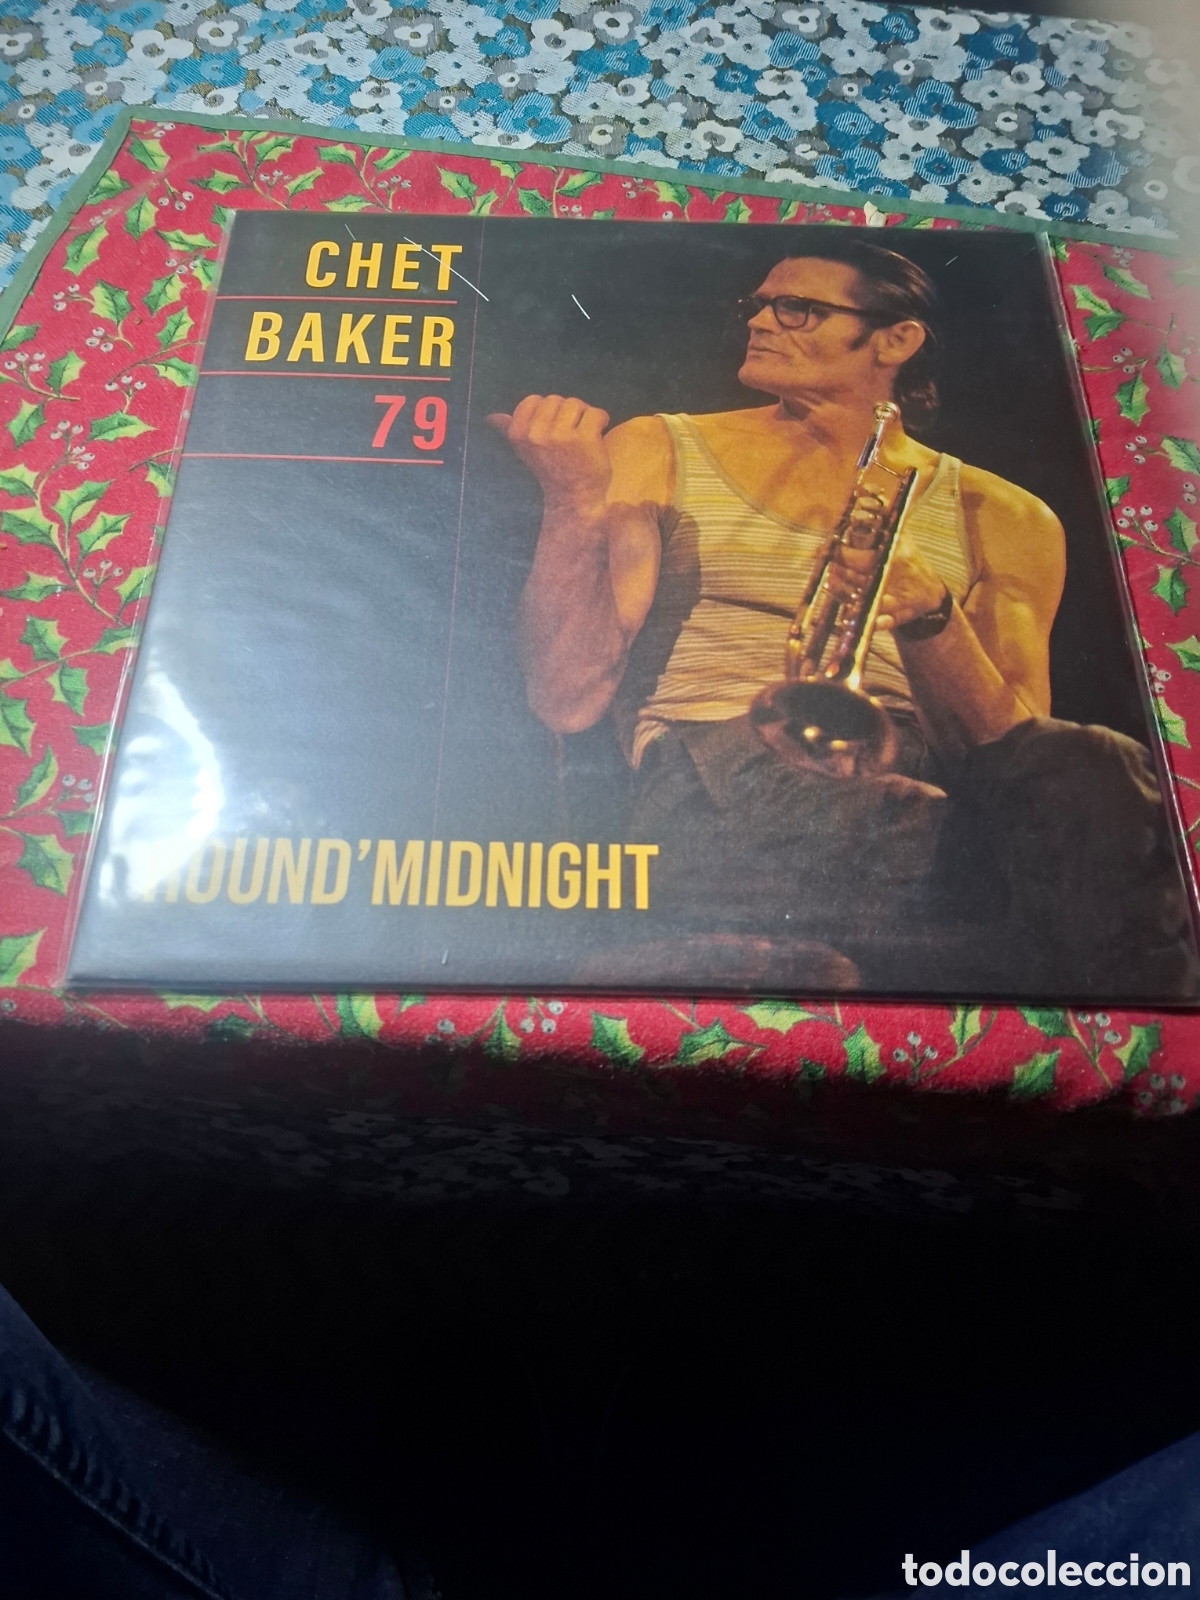 CHET
BAKER
79
ROUND'MIDNIGHT
todocoleccion